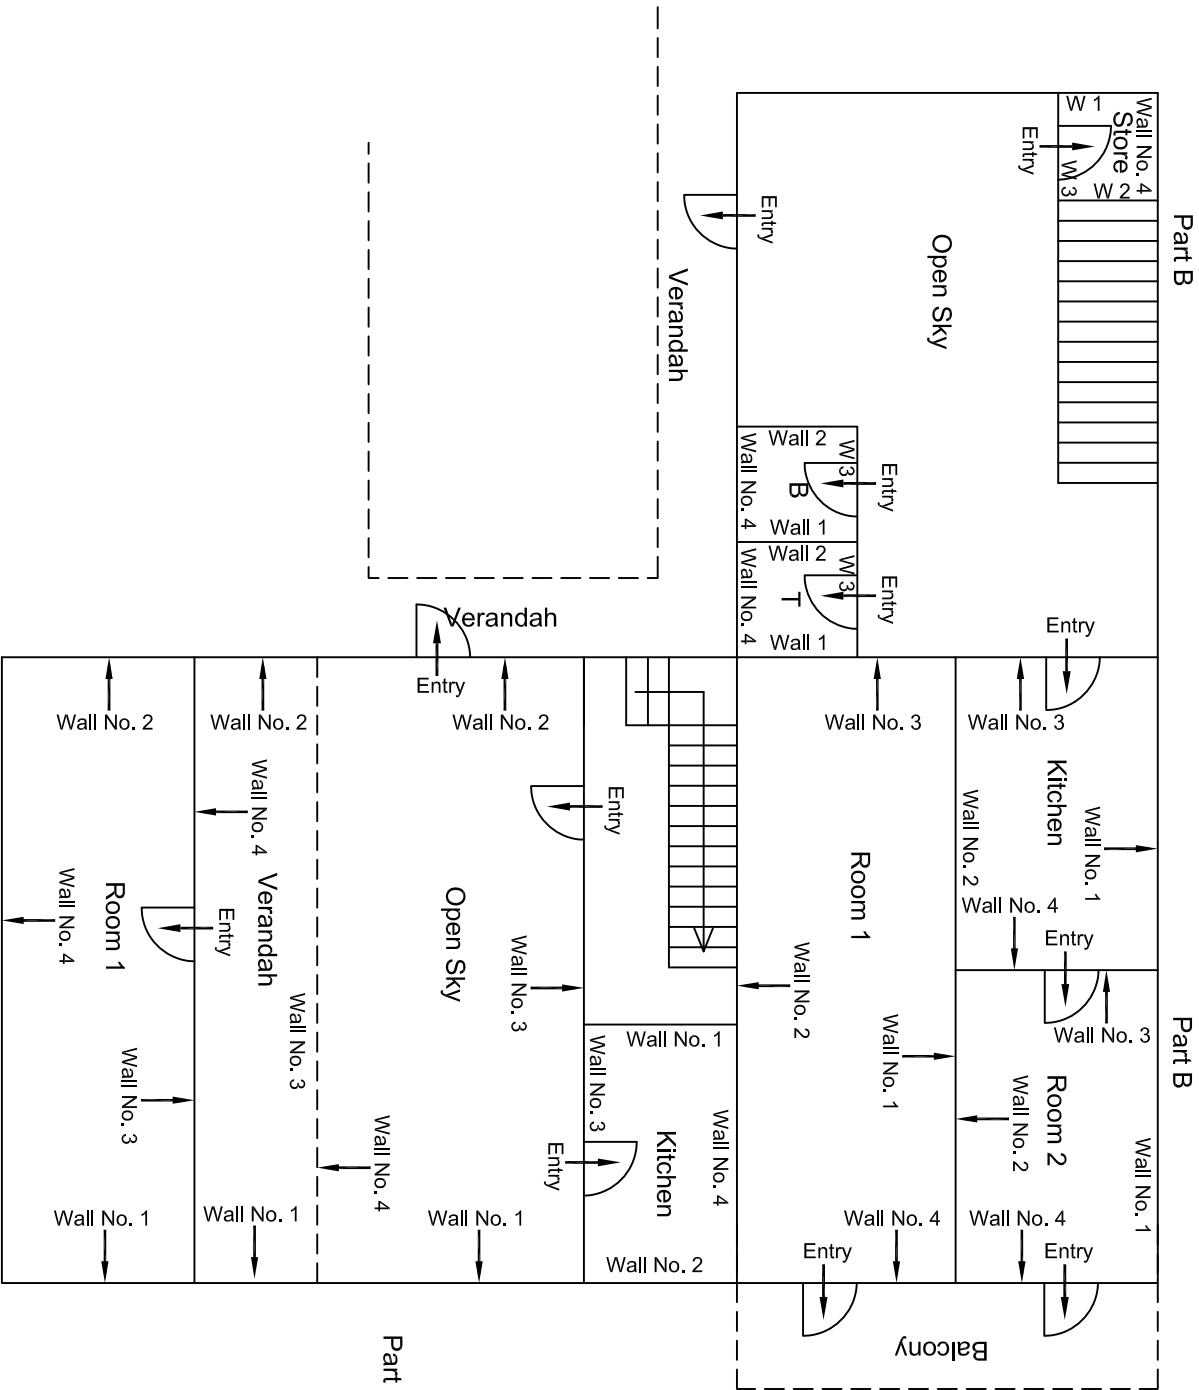 W 1
Wall No. 4
Store
Entry
W 3
W 2
Part B
Entry
Open Sky
Verandah
Wall 2
W 3
Entry
Wall No. 4
B
Wall 1
Wall 2
W 3
Entry
Wall No. 4
T
Wall 1
Verandah
Entry
Entry
Wall No. 2
Wall No. 2
Wall No. 2
Wall No. 3
Wall No. 3
Kitchen
Wall No. 4
Entry
Wall No. 2
Wall No. 1
Room 1
Wall No. 4
Entry
Wall No. 4
Room 1
Entry
Verandah
Open Sky
Wall No. 3
Wall No. 2
Wall No. 3
Part B
Wall No. 3
Wall No. 1
Wall No. 3
Wall No. 1
Room 2
Wall No. 2
Wall No. 3
Wall No. 4
Entry
Kitchen
Wall No. 4
Wall No. 1
Wall No. 1
Wall No. 1
Wall No. 1
Wall No. 4
Wall No. 4
Entry
Entry
Wall No. 2
Balcony
Part